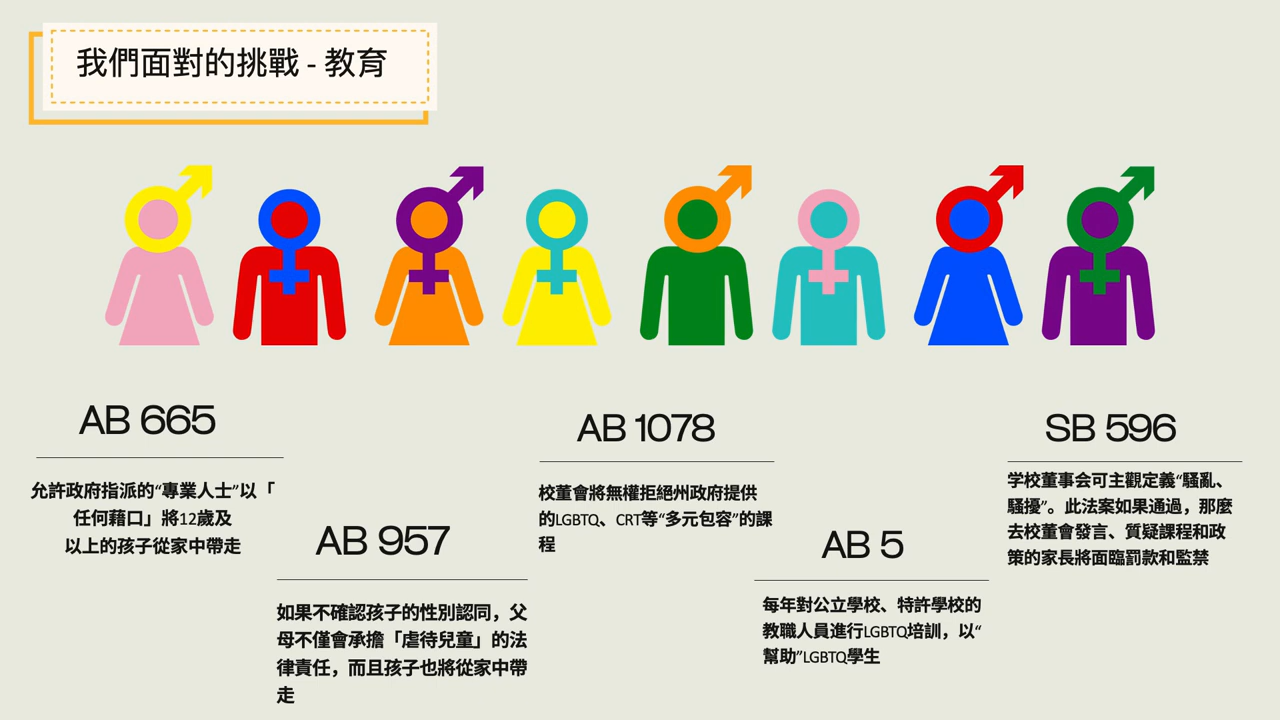 我們面對的挑戰 - 教育
AB 665
允許政府指派的“專業人士”以「
任何藉口」將12歲及
以上的孩子從家中帶走
AB 957
如果不確認孩子的性別認同，父
母不僅會承擔「虐待兒童」的法
律責任，而且孩子也將從家中帶
走
AB 1078
校董會將無權拒絕州政府提供
的LGBTQ、CRT等“多元包容”的課
程
AB 5
每年對公立學校、特許學校的
教職人員進行LGBTQ培訓，以“
幫助”LGBTQ學生
SB 596
学校董事会可主觀定義“騷亂、
騷擾”。此法案如果通過，那麼
去校董會發言、質疑課程和政
策的家長將面臨罰款和監禁